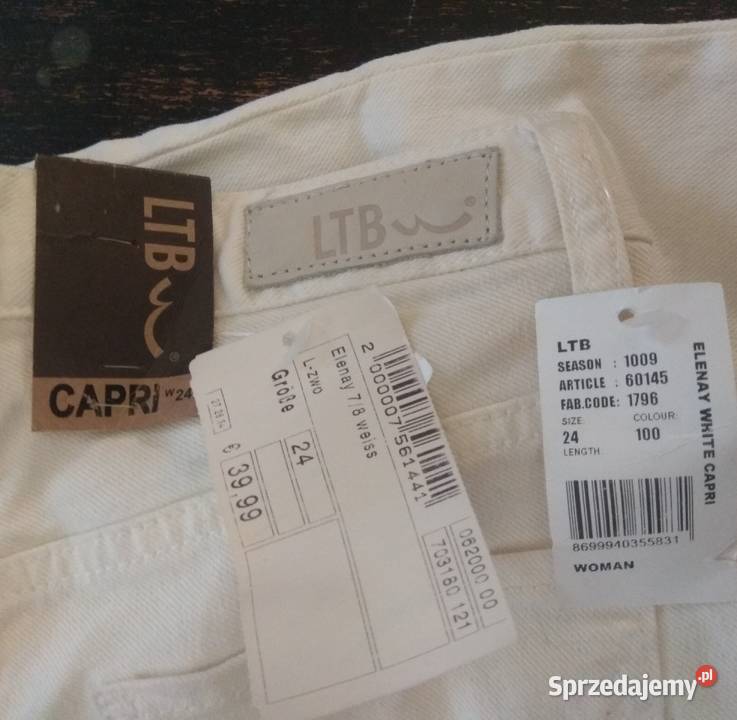 LTB
®
CAPRI W24
LTB
2 000007 561441
Elenay 7/8 weiss
L-zwo
Größe
24
€ 39,99
062000 00
703180 121
LTB
SEASON : 1009
ARTICLE : 60145
FAB.CODE: 1796
SIZE: COLOUR:
24 100
LENGTH:
8699940355831
WOMAN
ELENAY WHITE CAPRI
Sprzedajemy.pl